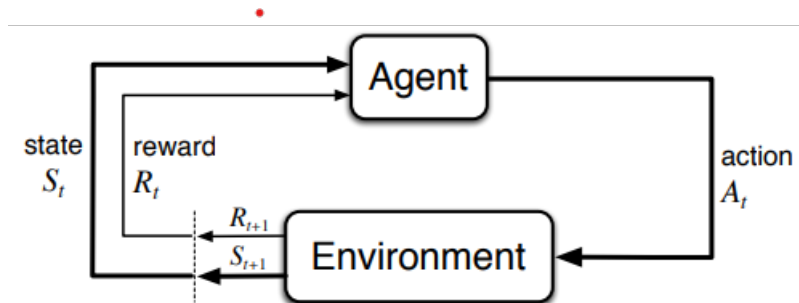 Agent
state
S_t
reward
R_t
action
A_t
R_{t+1}
S_{t+1}
Environment